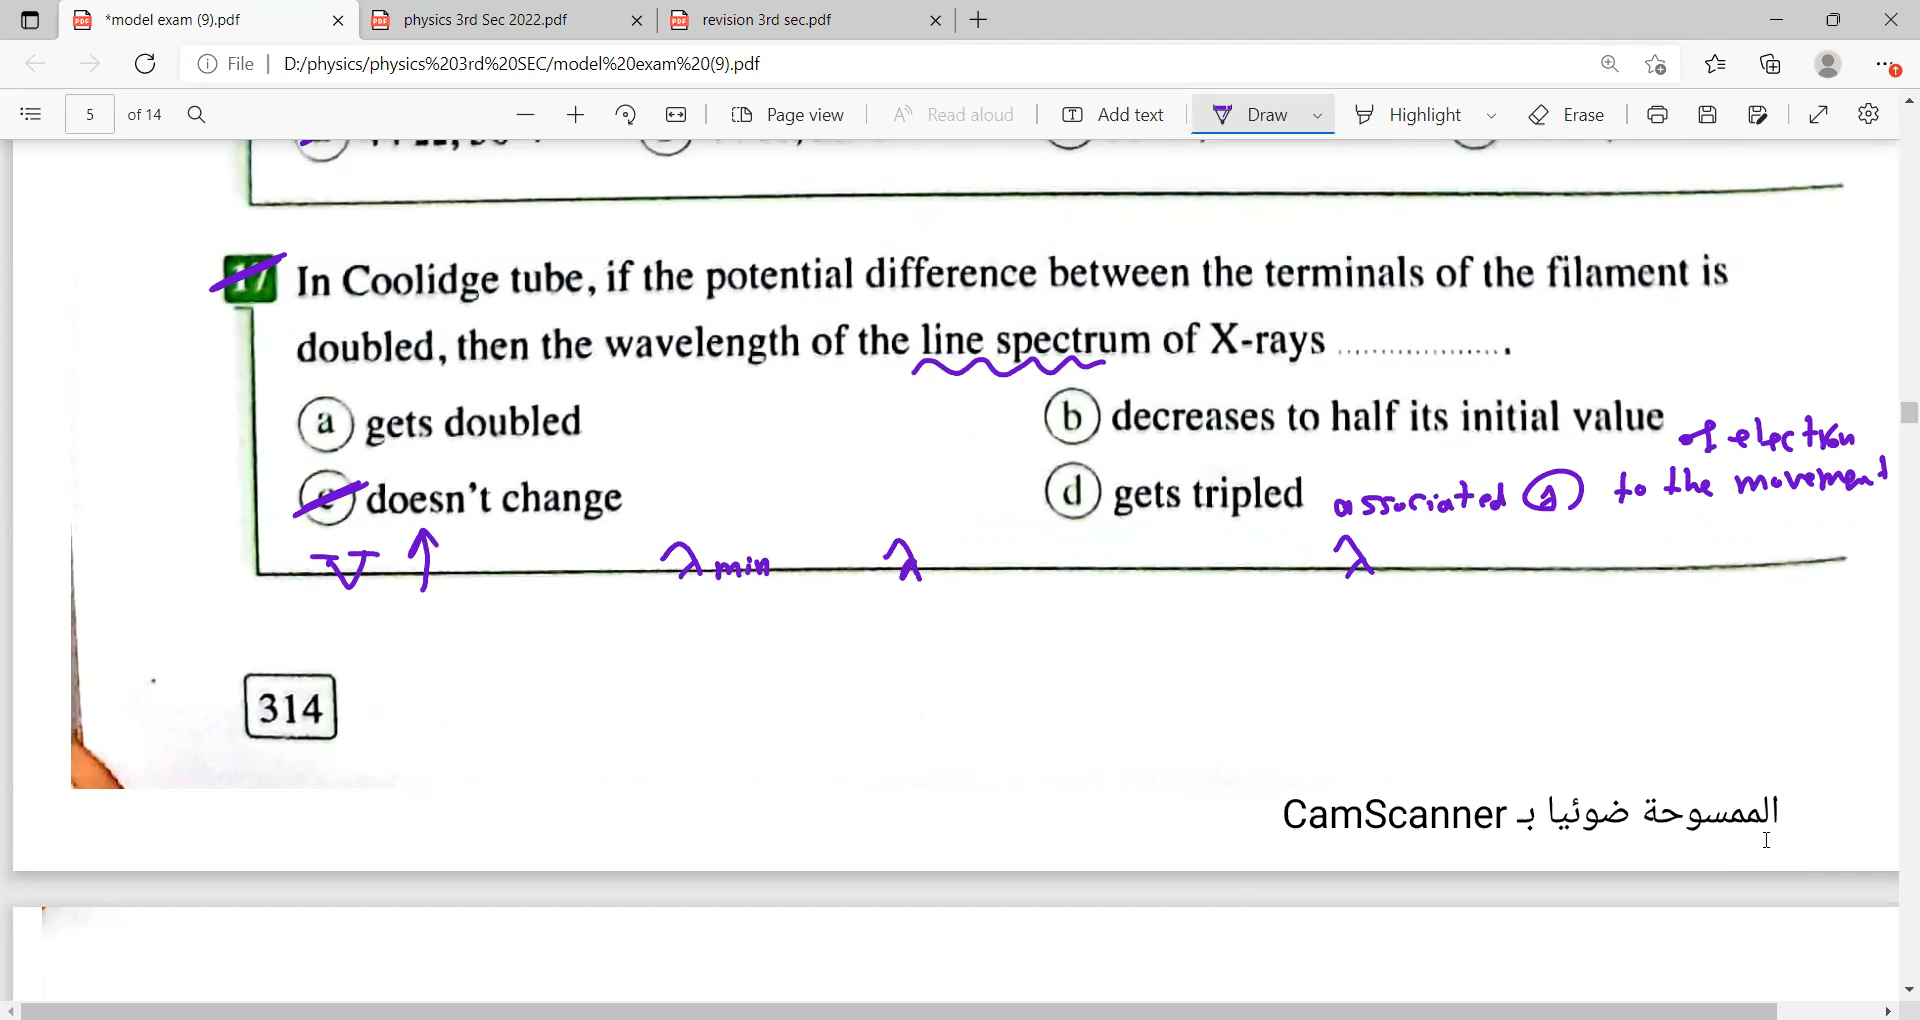 *model exam (9).pdf
physics 3rd Sec 2022.pdf
revision 3rd sec.pdf
File
D:/physics/physics%203rd%20SEC/model%20exam%20(9).pdf
5 of 14
Page view
Read aloud
Add text
Draw
Highlight
Erase
17 In Coolidge tube, if the potential difference between the terminals of the filament is
doubled, then the wavelength of the line spectrum of X-rays ...................
a gets doubled
b decreases to half its initial value
of election
c doesn't change
d gets tripled
associated to the movement
V ↑
λ min
λ
λ
314
الممسوحة ضوئيا بـ CamScanner